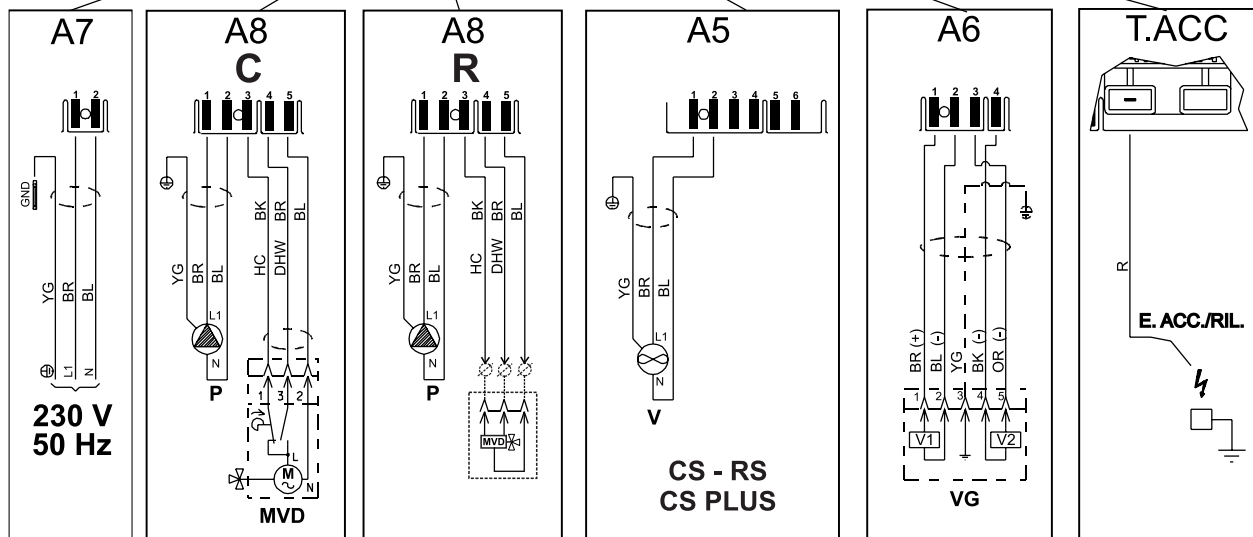 A7
1 2
GND
YG
BR
BL
L1
N
230 V
50 Hz
A8
C
1 2 3 4 5
YG
BR
BL
HC
BK
DHW
BR
BL
L1
N
P
1 3 2
L
M
N
MVD
A8
R
1 2 3 4 5
YG
BR
BL
HC
BK
DHW
BR
BL
L1
N
P
MVD
A5
1 2 3 4 5 6
YG
BR
BL
L1
N
V
CS - RS
CS PLUS
A6
1 2 3 4
BR (+)
BL (-)
YG
BK (-)
OR (-)
1 2 3 4 5
V1 V2
VG
T.ACC
R
E. ACC./RIL.